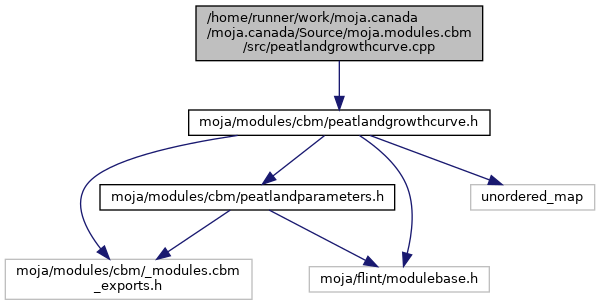 /home/runner/work/moja.canada
/moja.canada/Source/moja.modules.cbm
/src/peatlandgrowthcurve.cpp
moja/modules/cbm/peatlandgrowthcurve.h
moja/modules/cbm/peatlandparameters.h
unordered_map
moja/modules/cbm/_modules.cbm
_exports.h
moja/flint/modulebase.h